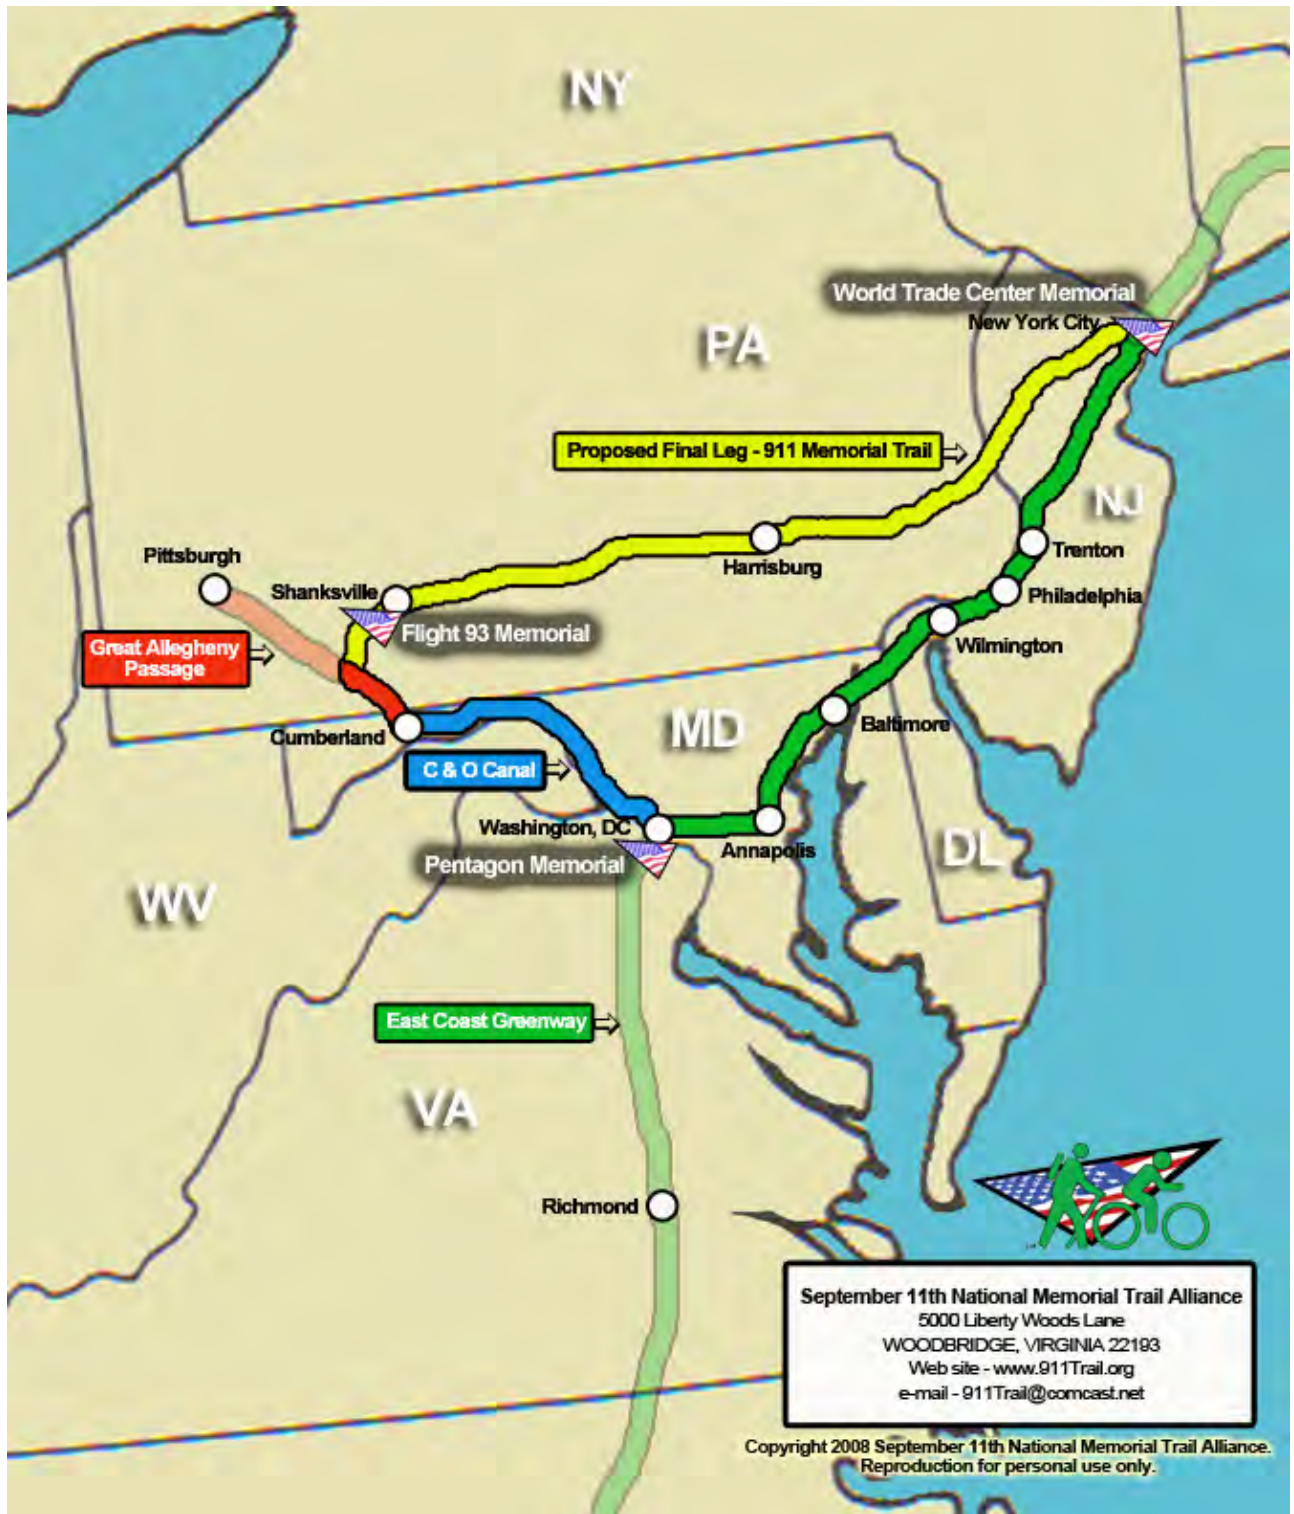 NY
World Trade Center Memorial
New York City
PA
Proposed Final Leg - 911 Memorial Trail
NJ
Pittsburgh
Harrisburg
Trenton
Shanksville
Philadelphia
Flight 93 Memorial
Great Allegheny
Passage
Wilmington
Cumberland
MD
Baltimore
C & O Canal
Washington, DC
Annapolis
DL
Pentagon Memorial
WV
East Coast Greenway
VA
Richmond
September 11th National Memorial Trail Alliance
5000 Liberty Woods Lane
WOODBRIDGE, VIRGINIA 22193
Web site - www.911Trail.org
e-mail - 911Trail@comcast.net
Copyright 2008 September 11th National Memorial Trail Alliance.
Reproduction for personal use only.